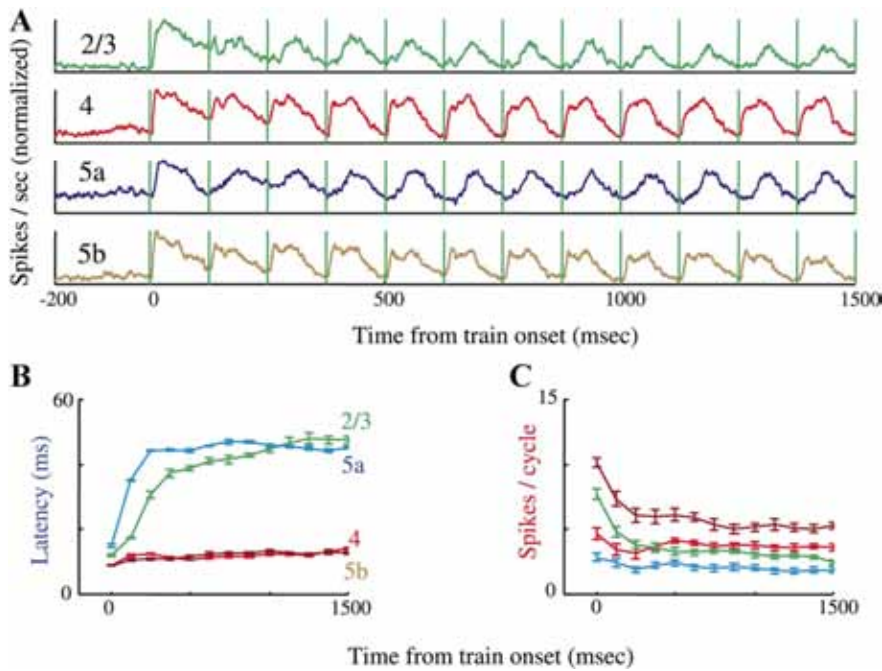 A
Spikes / sec (normalized)
2/3
4
5a
5b
-200 0 500 1000 1500
Time from train onset (msec)
B
60
Latency (ms)
0
2/3
5a
4
5b
0 1500
C
15
Spikes / cycle
0
0 1500
Time from train onset (msec)